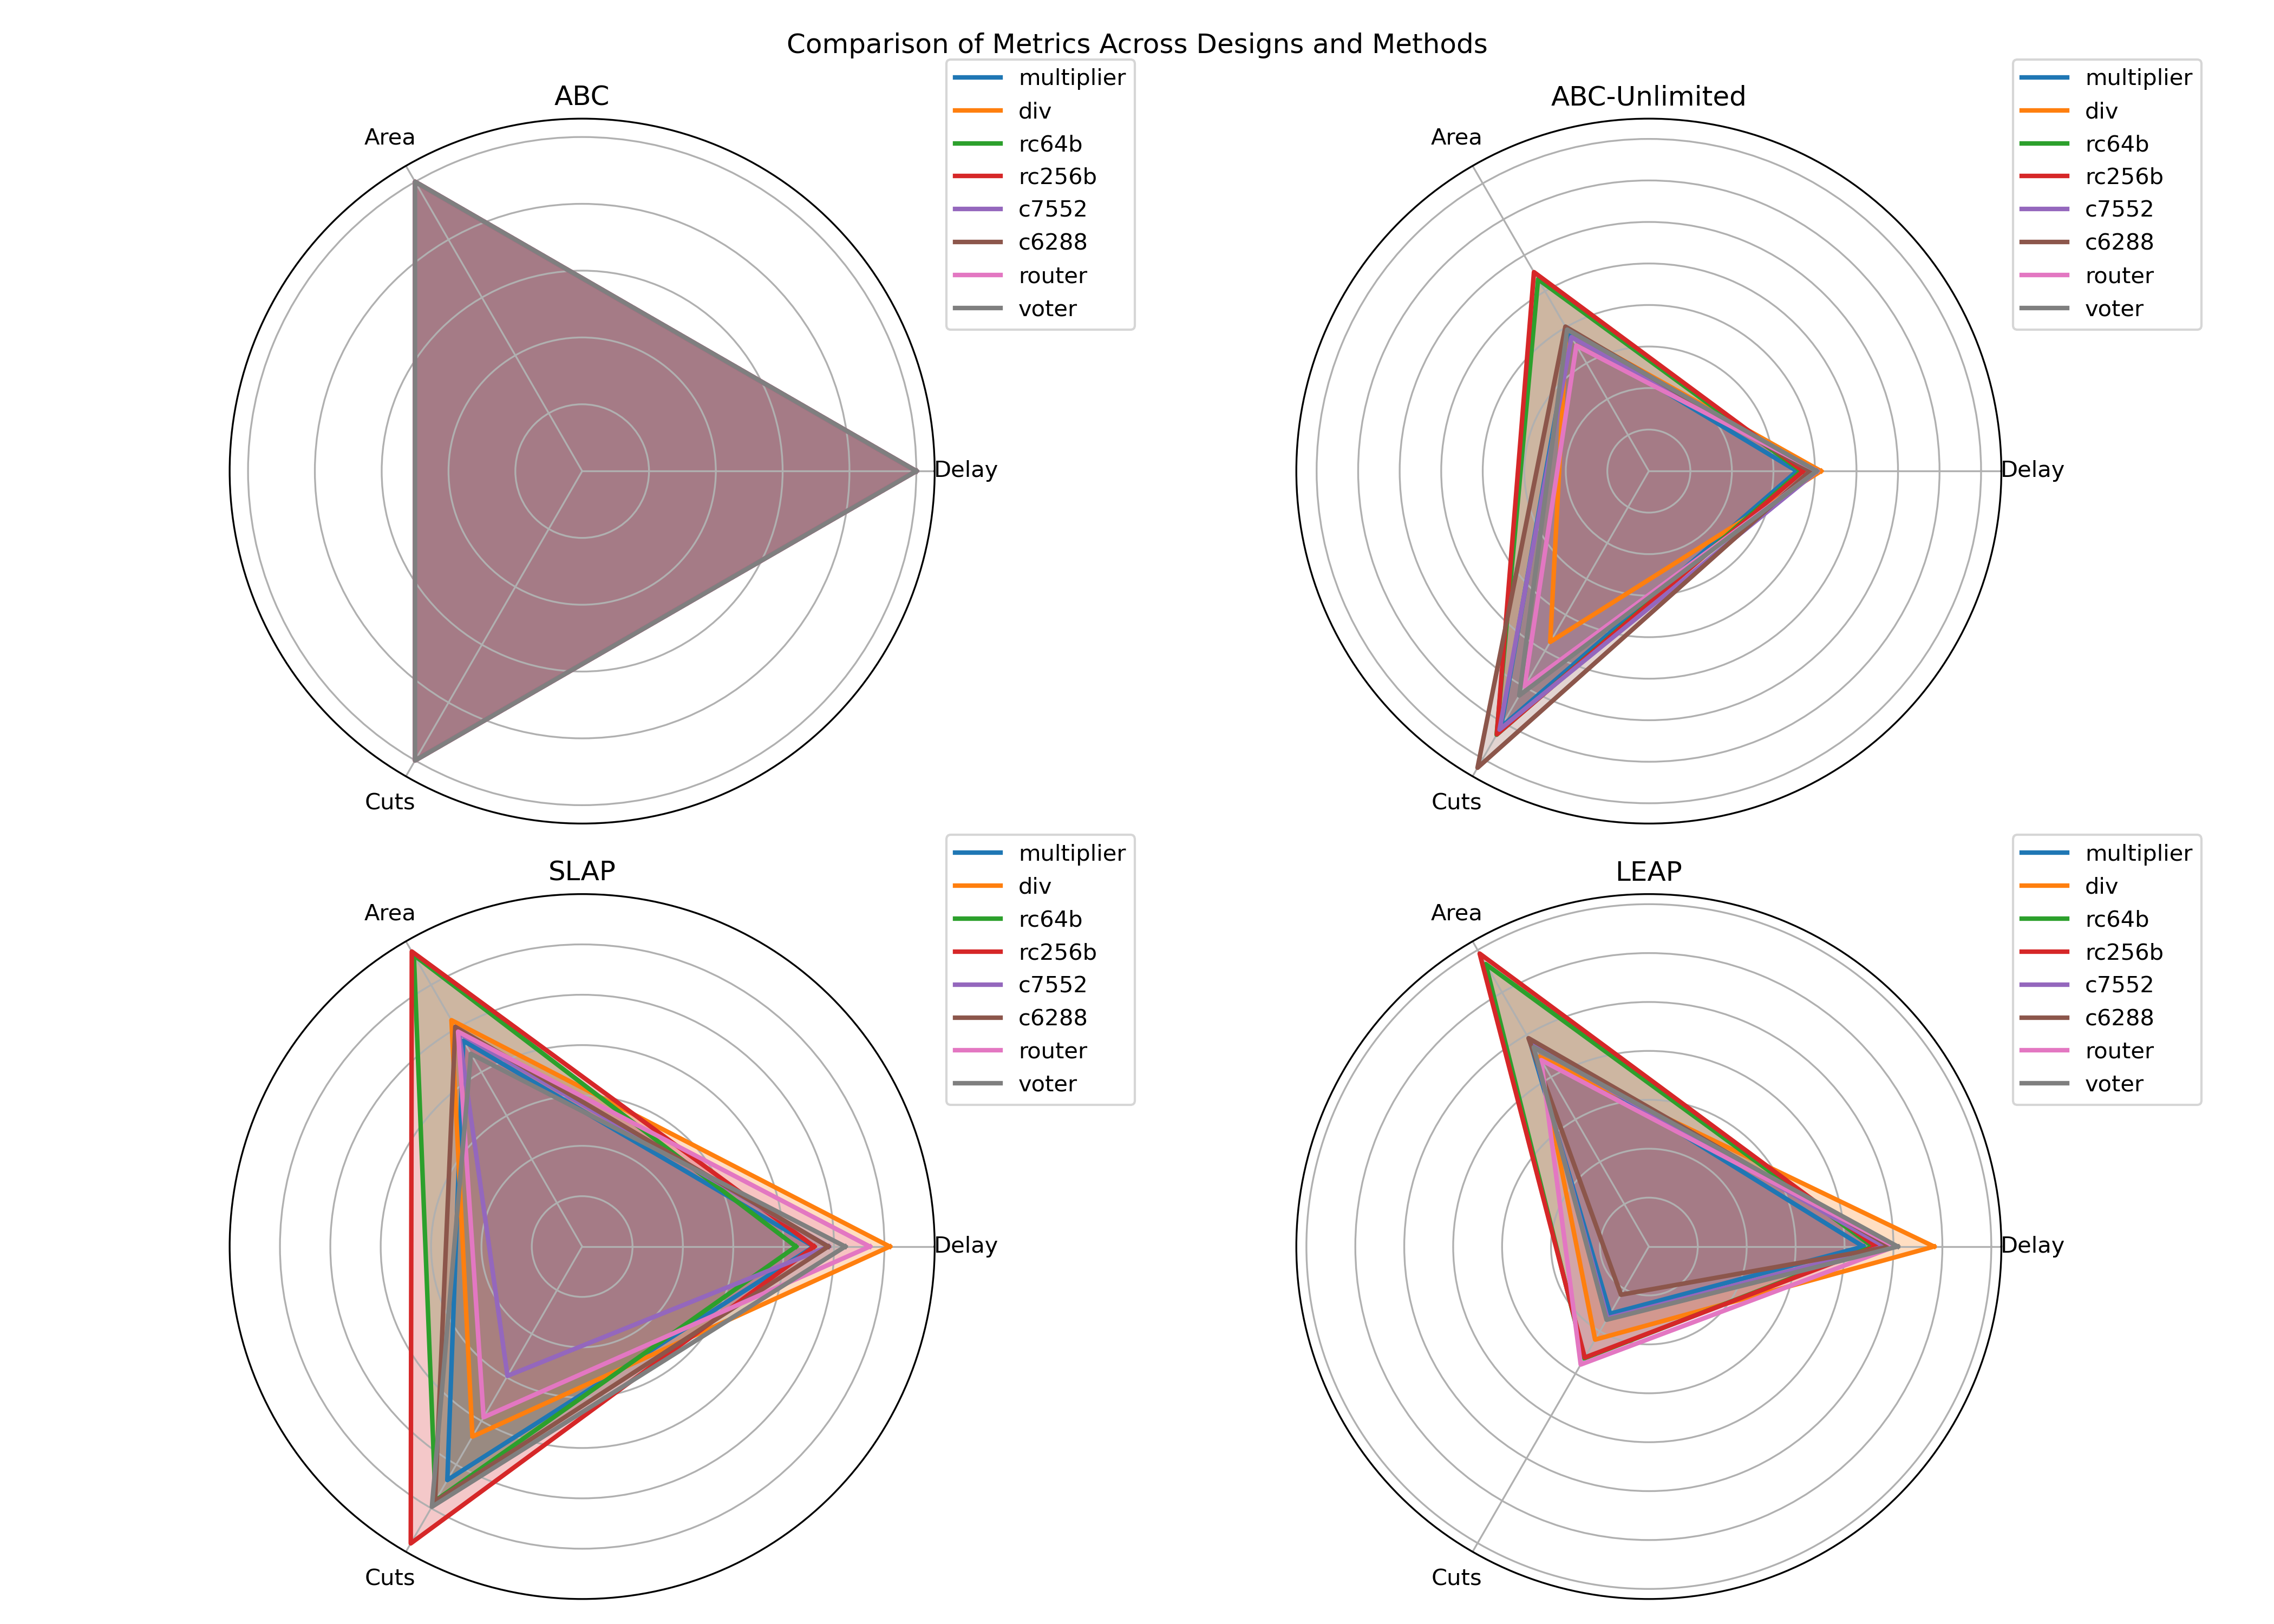 Comparison of Metrics Across Designs and Methods
ABC
Area
Delay
Cuts
multiplier
div
rc64b
rc256b
c7552
c6288
router
voter
ABC-Unlimited
Area
Delay
Cuts
multiplier
div
rc64b
rc256b
c7552
c6288
router
voter
SLAP
Area
Delay
Cuts
multiplier
div
rc64b
rc256b
c7552
c6288
router
voter
LEAP
Area
Delay
Cuts
multiplier
div
rc64b
rc256b
c7552
c6288
router
voter